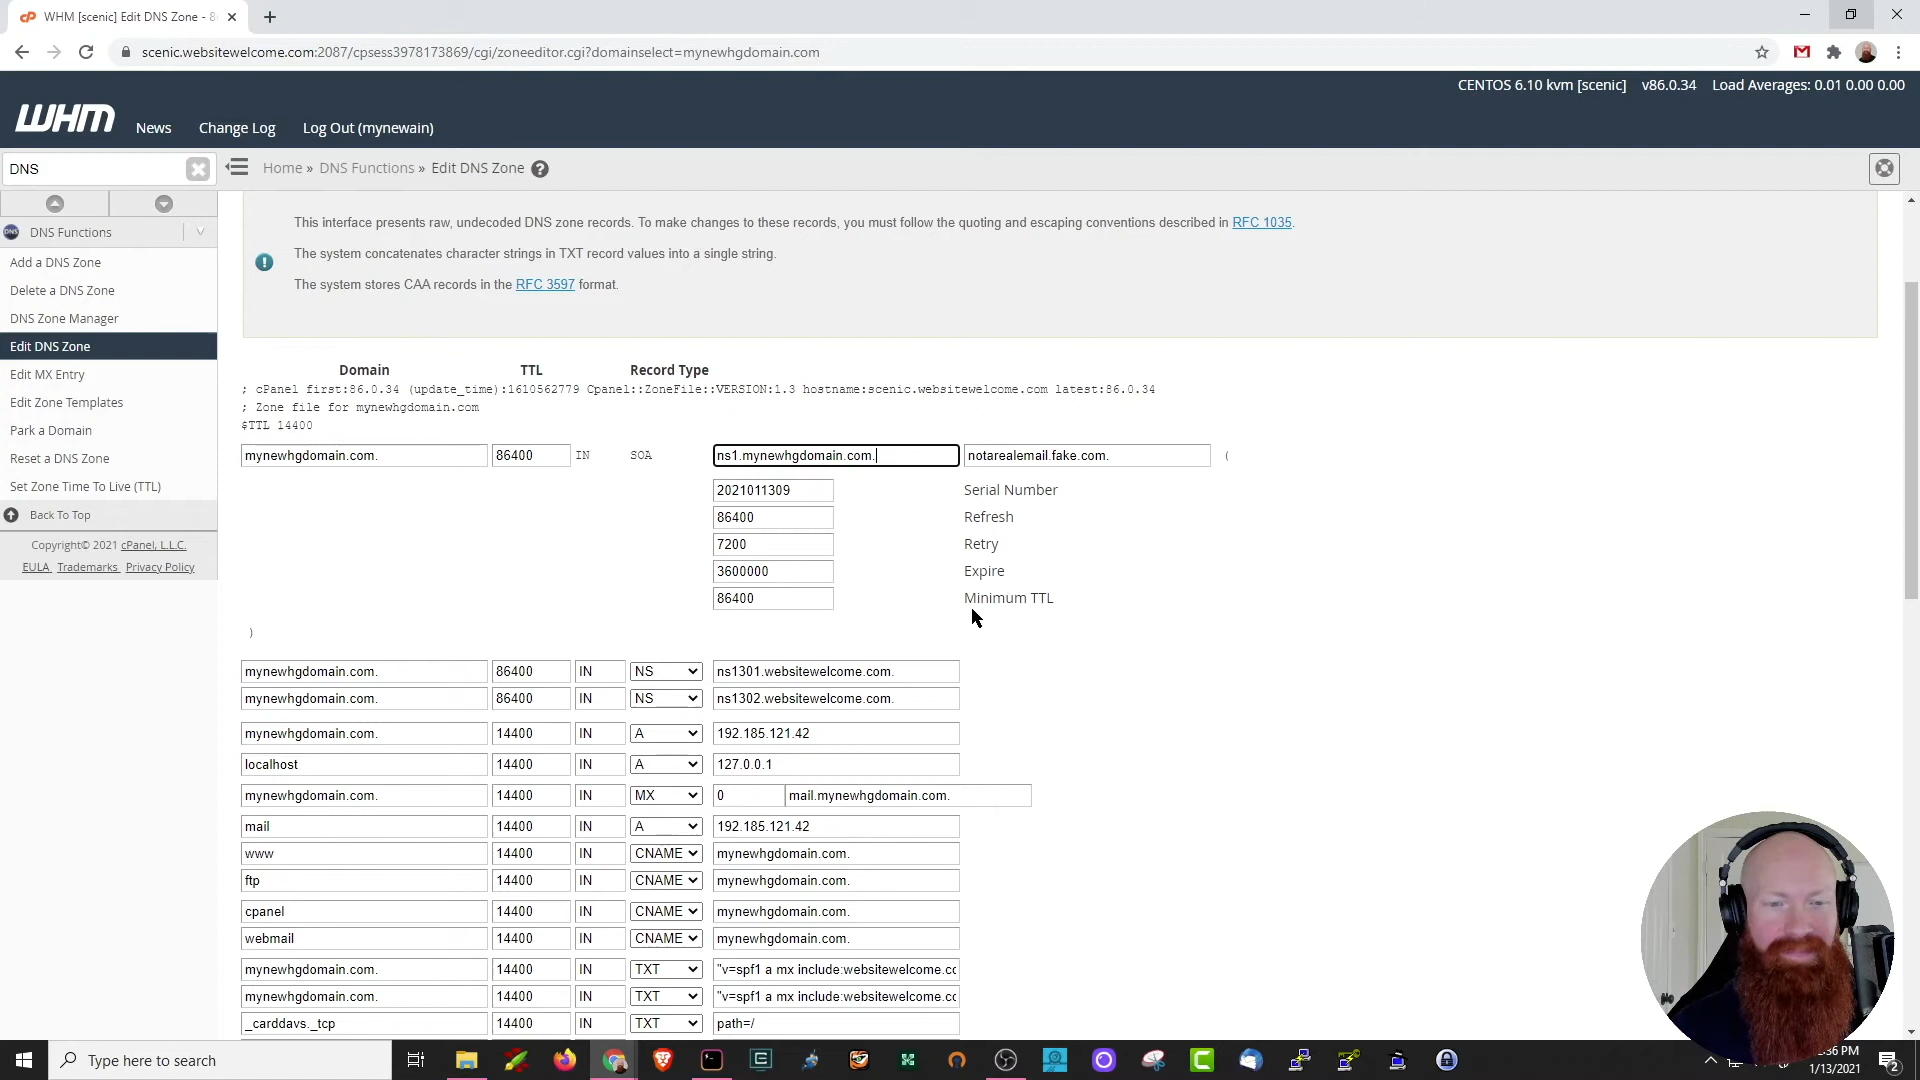 WHM [scenic] Edit DNS Zone - 8
scenic.websitewelcome.com:2087/cpsess3978173869/cgi/zoneeditor.cgi?domainselect=mynewhgdomain.com
CENTOS 6.10 kvm [scenic] v86.0.34 Load Averages: 0.01 0.00 0.00
WHM News Change Log Log Out (mynewain)
DNS
Home » DNS Functions » Edit DNS Zone
DNS Functions
Add a DNS Zone
Delete a DNS Zone
DNS Zone Manager
Edit DNS Zone
Edit MX Entry
Edit Zone Templates
Park a Domain
Reset a DNS Zone
Set Zone Time To Live (TTL)
Back To Top
Copyright© 2021 cPanel, L.L.C.
EULA Trademarks Privacy Policy
This interface presents raw, undecoded DNS zone records. To make changes to these records, you must follow the quoting and escaping conventions described in RFC 1035.
The system concatenates character strings in TXT record values into a single string.
The system stores CAA records in the RFC 3597 format.
Domain TTL Record Type
; cPanel first:86.0.34 (update_time):1610562779 Cpanel::ZoneFile::VERSION:1.3 hostname:scenic.websitewelcome.com latest:86.0.34
; Zone file for mynewhgdomain.com
$TTL 14400
mynewhgdomain.com. 86400 IN SOA ns1.mynewhgdomain.com. notarealemail.fake.com. (
2021011309 Serial Number
86400 Refresh
7200 Retry
3600000 Expire
86400 Minimum TTL
)
mynewhgdomain.com. 86400 IN NS ns1301.websitewelcome.com.
mynewhgdomain.com. 86400 IN NS ns1302.websitewelcome.com.
mynewhgdomain.com. 14400 IN A 192.185.121.42
localhost 14400 IN A 127.0.0.1
mynewhgdomain.com. 14400 IN MX 0 mail.mynewhgdomain.com.
mail 14400 IN A 192.185.121.42
www 14400 IN CNAME mynewhgdomain.com.
ftp 14400 IN CNAME mynewhgdomain.com.
cpanel 14400 IN CNAME mynewhgdomain.com.
webmail 14400 IN CNAME mynewhgdomain.com.
mynewhgdomain.com. 14400 IN TXT "v=spf1 a mx include:websitewelcome.cc
mynewhgdomain.com. 14400 IN TXT "v=spf1 a mx include:websitewelcome.cc
_carddavs._tcp 14400 IN TXT path=/
Type here to search
:36 PM
1/13/2021
2